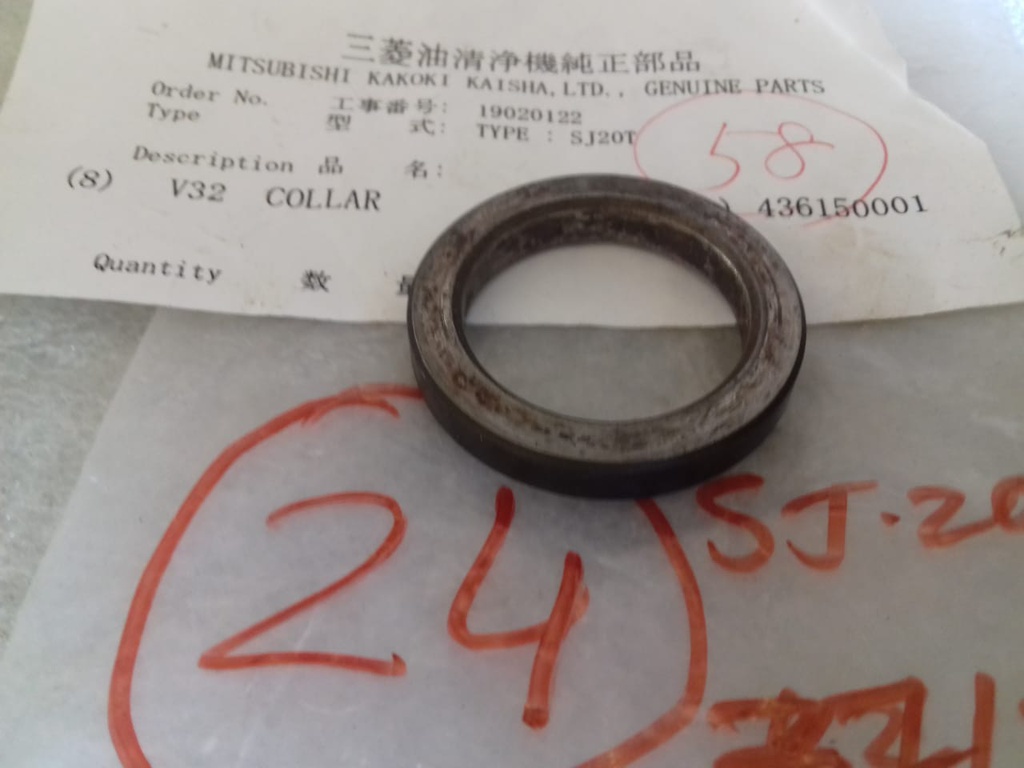 三菱油清浄機純正部品
MITSUBISHI KAKOKI KAISHA,LTD., GENUINE PARTS
Order No. 工事番号: 19020122
Type 型 式: TYPE : SJ20T
58
Description 品 名:
(8) V32 COLLAR ) 436150001
Quantity 数
24
SJ-20